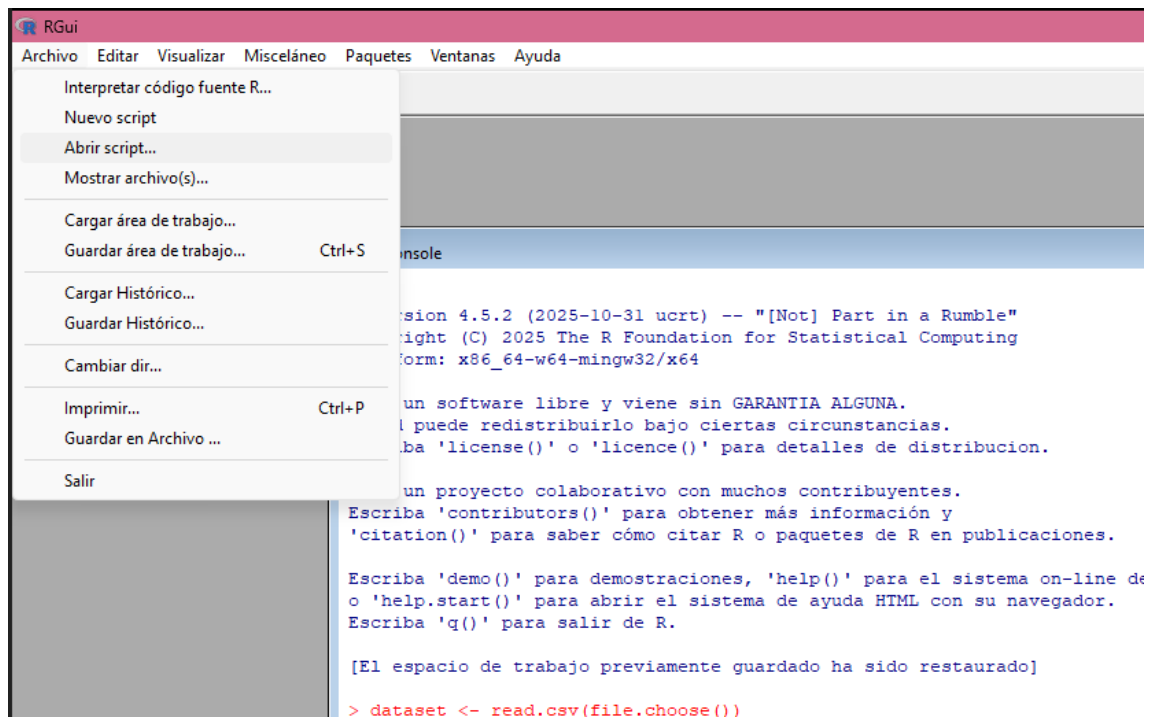 RGui
Archivo Editar Visualizar Misceláneo Paquetes Ventanas Ayuda
Interpretar código fuente R...
Nuevo script
Abrir script...
Mostrar archivo(s)...
Cargar área de trabajo...
Guardar área de trabajo... Ctrl+S
Cargar Histórico...
Guardar Histórico...
Cambiar dir...
Imprimir... Ctrl+P
Guardar en Archivo ...
Salir
onsole
sion 4.5.2 (2025-10-31 ucrt) -- "[Not] Part in a Rumble"
ight (C) 2025 The R Foundation for Statistical Computing
orm: x86_64-w64-mingw32/x64
un software libre y viene sin GARANTIA ALGUNA.
puede redistribuirlo bajo ciertas circunstancias.
ba 'license()' o 'licence()' para detalles de distribucion.
un proyecto colaborativo con muchos contribuyentes.
Escriba 'contributors()' para obtener más información y
'citation()' para saber cómo citar R o paquetes de R en publicaciones.
Escriba 'demo()' para demostraciones, 'help()' para el sistema on-line de
o 'help.start()' para abrir el sistema de ayuda HTML con su navegador.
Escriba 'q()' para salir de R.
[El espacio de trabajo previamente guardado ha sido restaurado]
> dataset <- read.csv(file.choose())